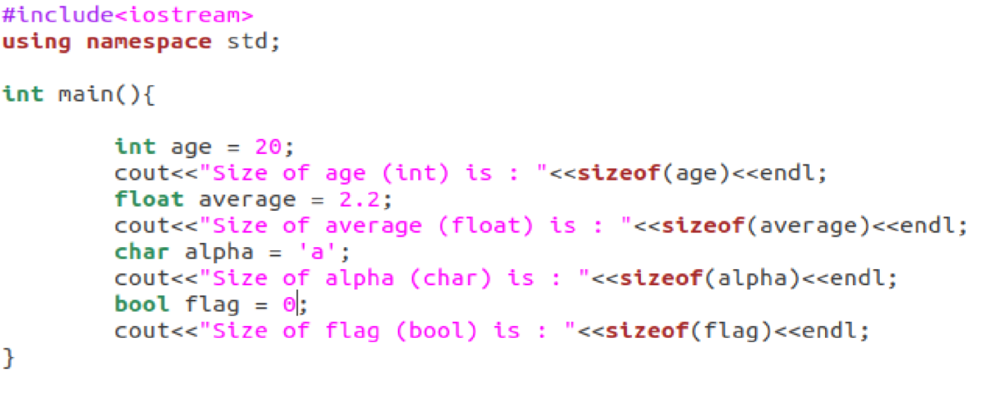 #include<iostream>
using namespace std;
int main(){
int age = 20;
cout<<"Size of age (int) is : "<<sizeof(age)<<endl;
float average = 2.2;
cout<<"Size of average (float) is : "<<sizeof(average)<<endl;
char alpha = 'a';
cout<<"Size of alpha (char) is : "<<sizeof(alpha)<<endl;
bool flag = 0;
cout<<"Size of flag (bool) is : "<<sizeof(flag)<<endl;
}